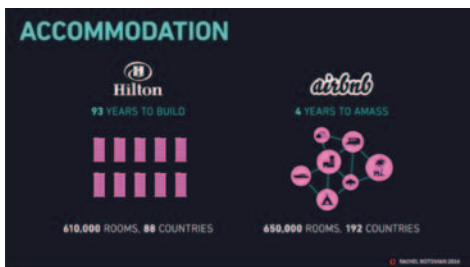 ACCOMMODATION
H
Hilton
airbnb
93 YEARS TO BUILD
4 YEARS TO AMASS
610,000 ROOMS, 88 COUNTRIES
650,000 ROOMS, 192 COUNTRIES
RACHEL BOTSMAN 2014